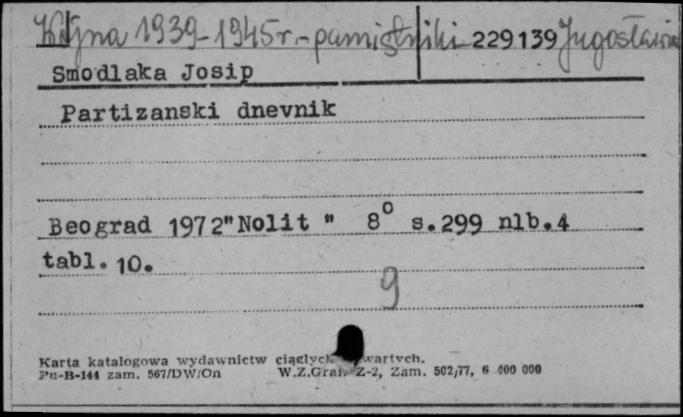 Wojna 1939-1945r.-pamiętniki 229139 Jugosławia
Smodlaka Josip
Partizanski dnevnik
Beograd 1972"Nolit " 8° s.299 nlb.4
tabl.10.
9
Karta katalogowa wydawnictw ciągłych
Pu-B-144 zam. 567/DW/On W.Z.Graf. Z-2, Zam. 502/77, 6 400 000